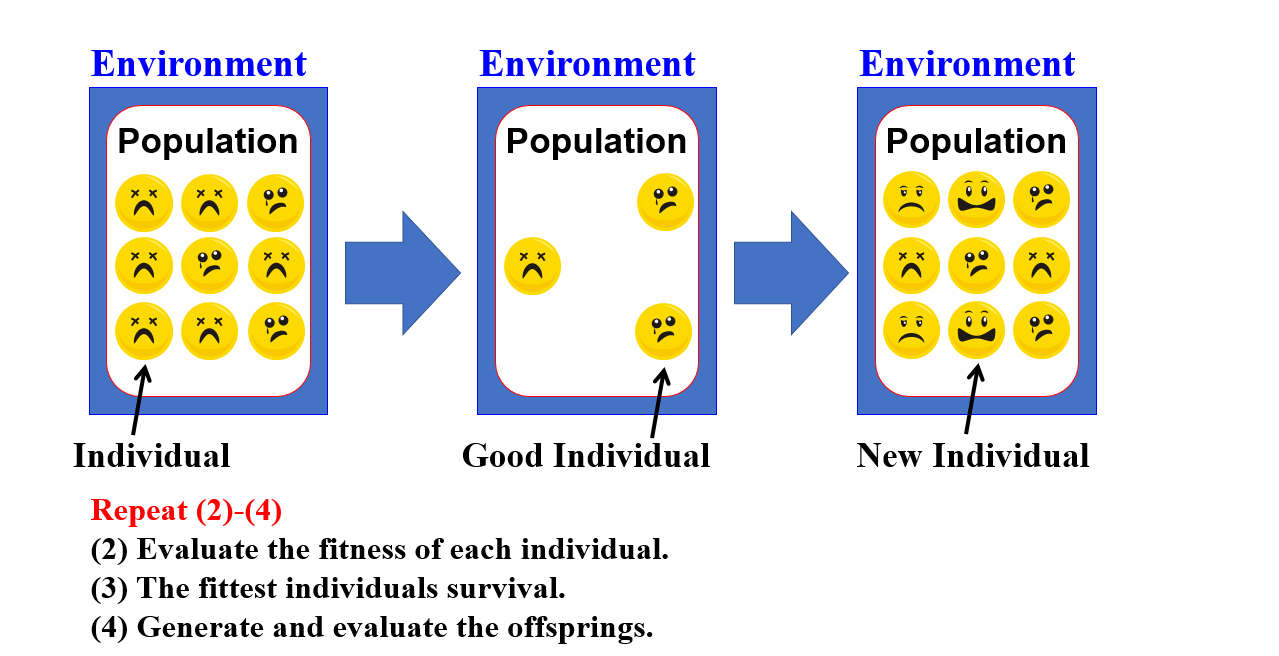 Environment
Environment
Environment
Population
Population
Population
Individual
Good Individual
New Individual
Repeat (2)-(4)
(2) Evaluate the fitness of each individual.
(3) The fittest individuals survival.
(4) Generate and evaluate the offsprings.